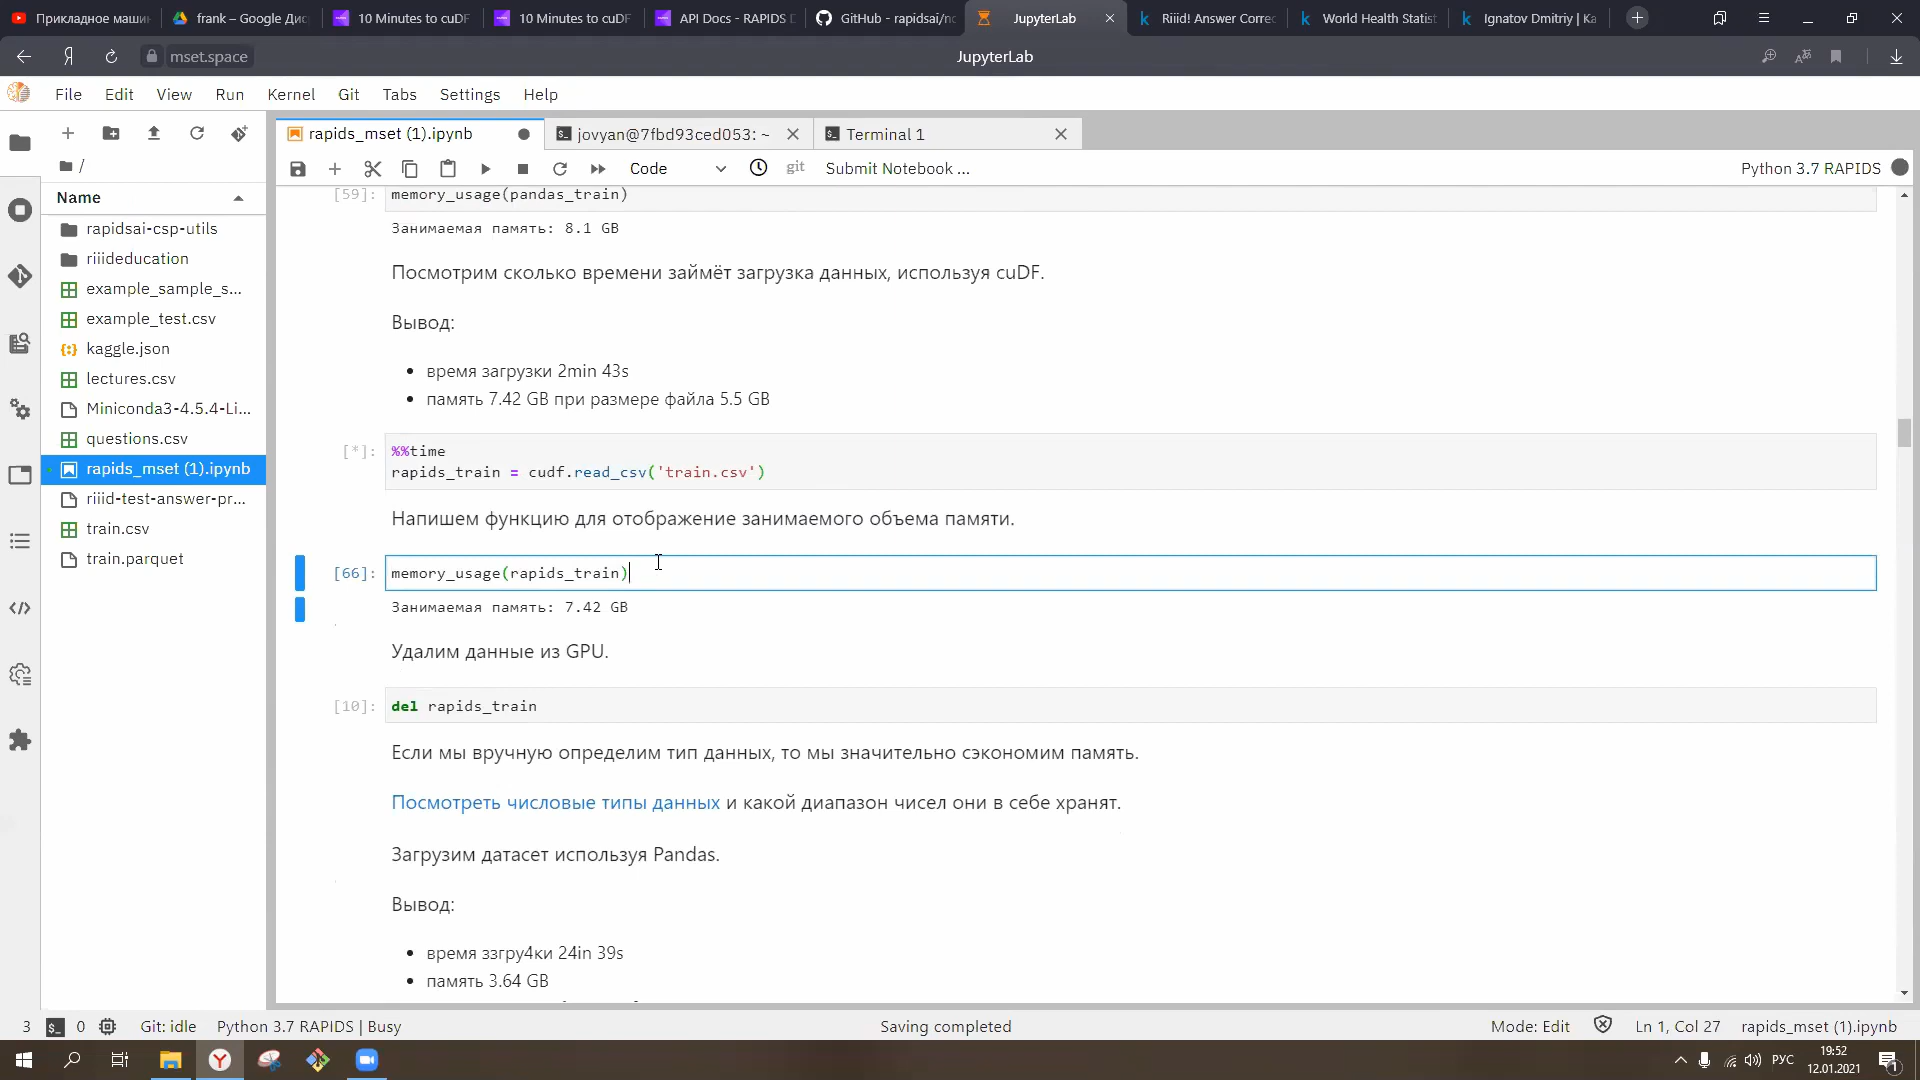 Прикладное маши
frank – Google Дис
10 Minutes to cuDF
10 Minutes to cuDF
API Docs - RAPIDS D
GitHub - rapidsai/no
JupyterLab
Riiid! Answer Correc
World Health Statist
Ignatov Dmitriy | Ka
mset.space
JupyterLab
File Edit View Run Kernel Git Tabs Settings Help
rapids_mset (1).ipynb
jovyan@7fbd93ced053: ~
Terminal 1
/
Code
git
Submit Notebook ...
Python 3.7 RAPIDS
Name
rapidsai-csp-utils
riiideducation
example_sample_s...
example_test.csv
kaggle.json
lectures.csv
Miniconda3-4.5.4-Li...
questions.csv
rapids_mset (1).ipynb
riiid-test-answer-pr...
train.csv
train.parquet
[59]: memory_usage(pandas_train)
Занимаемая память: 8.1 GB
Посмотрим сколько времени займёт загрузка данных, используя cuDF.
Вывод:
• время загрузки 2min 43s
• память 7.42 GB при размере файла 5.5 GB
[*]: %%time
rapids_train = cudf.read_csv('train.csv')
Напишем функцию для отображение занимаемого объема памяти.
[66]: memory_usage(rapids_train)
Занимаемая память: 7.42 GB
Удалим данные из GPU.
[10]: del rapids_train
Если мы вручную определим тип данных, то мы значительно сэкономим память.
Посмотреть числовые типы данных и какой диапазон чисел они в себе хранят.
Загрузим датасет используя Pandas.
Вывод:
• время ззгру4ки 24in 39s
• память 3.64 GB
3 0 Git: idle Python 3.7 RAPIDS | Busy
Saving completed
Mode: Edit Ln 1, Col 27 rapids_mset (1).ipynb
РУС
19:52
12.01.2021
1